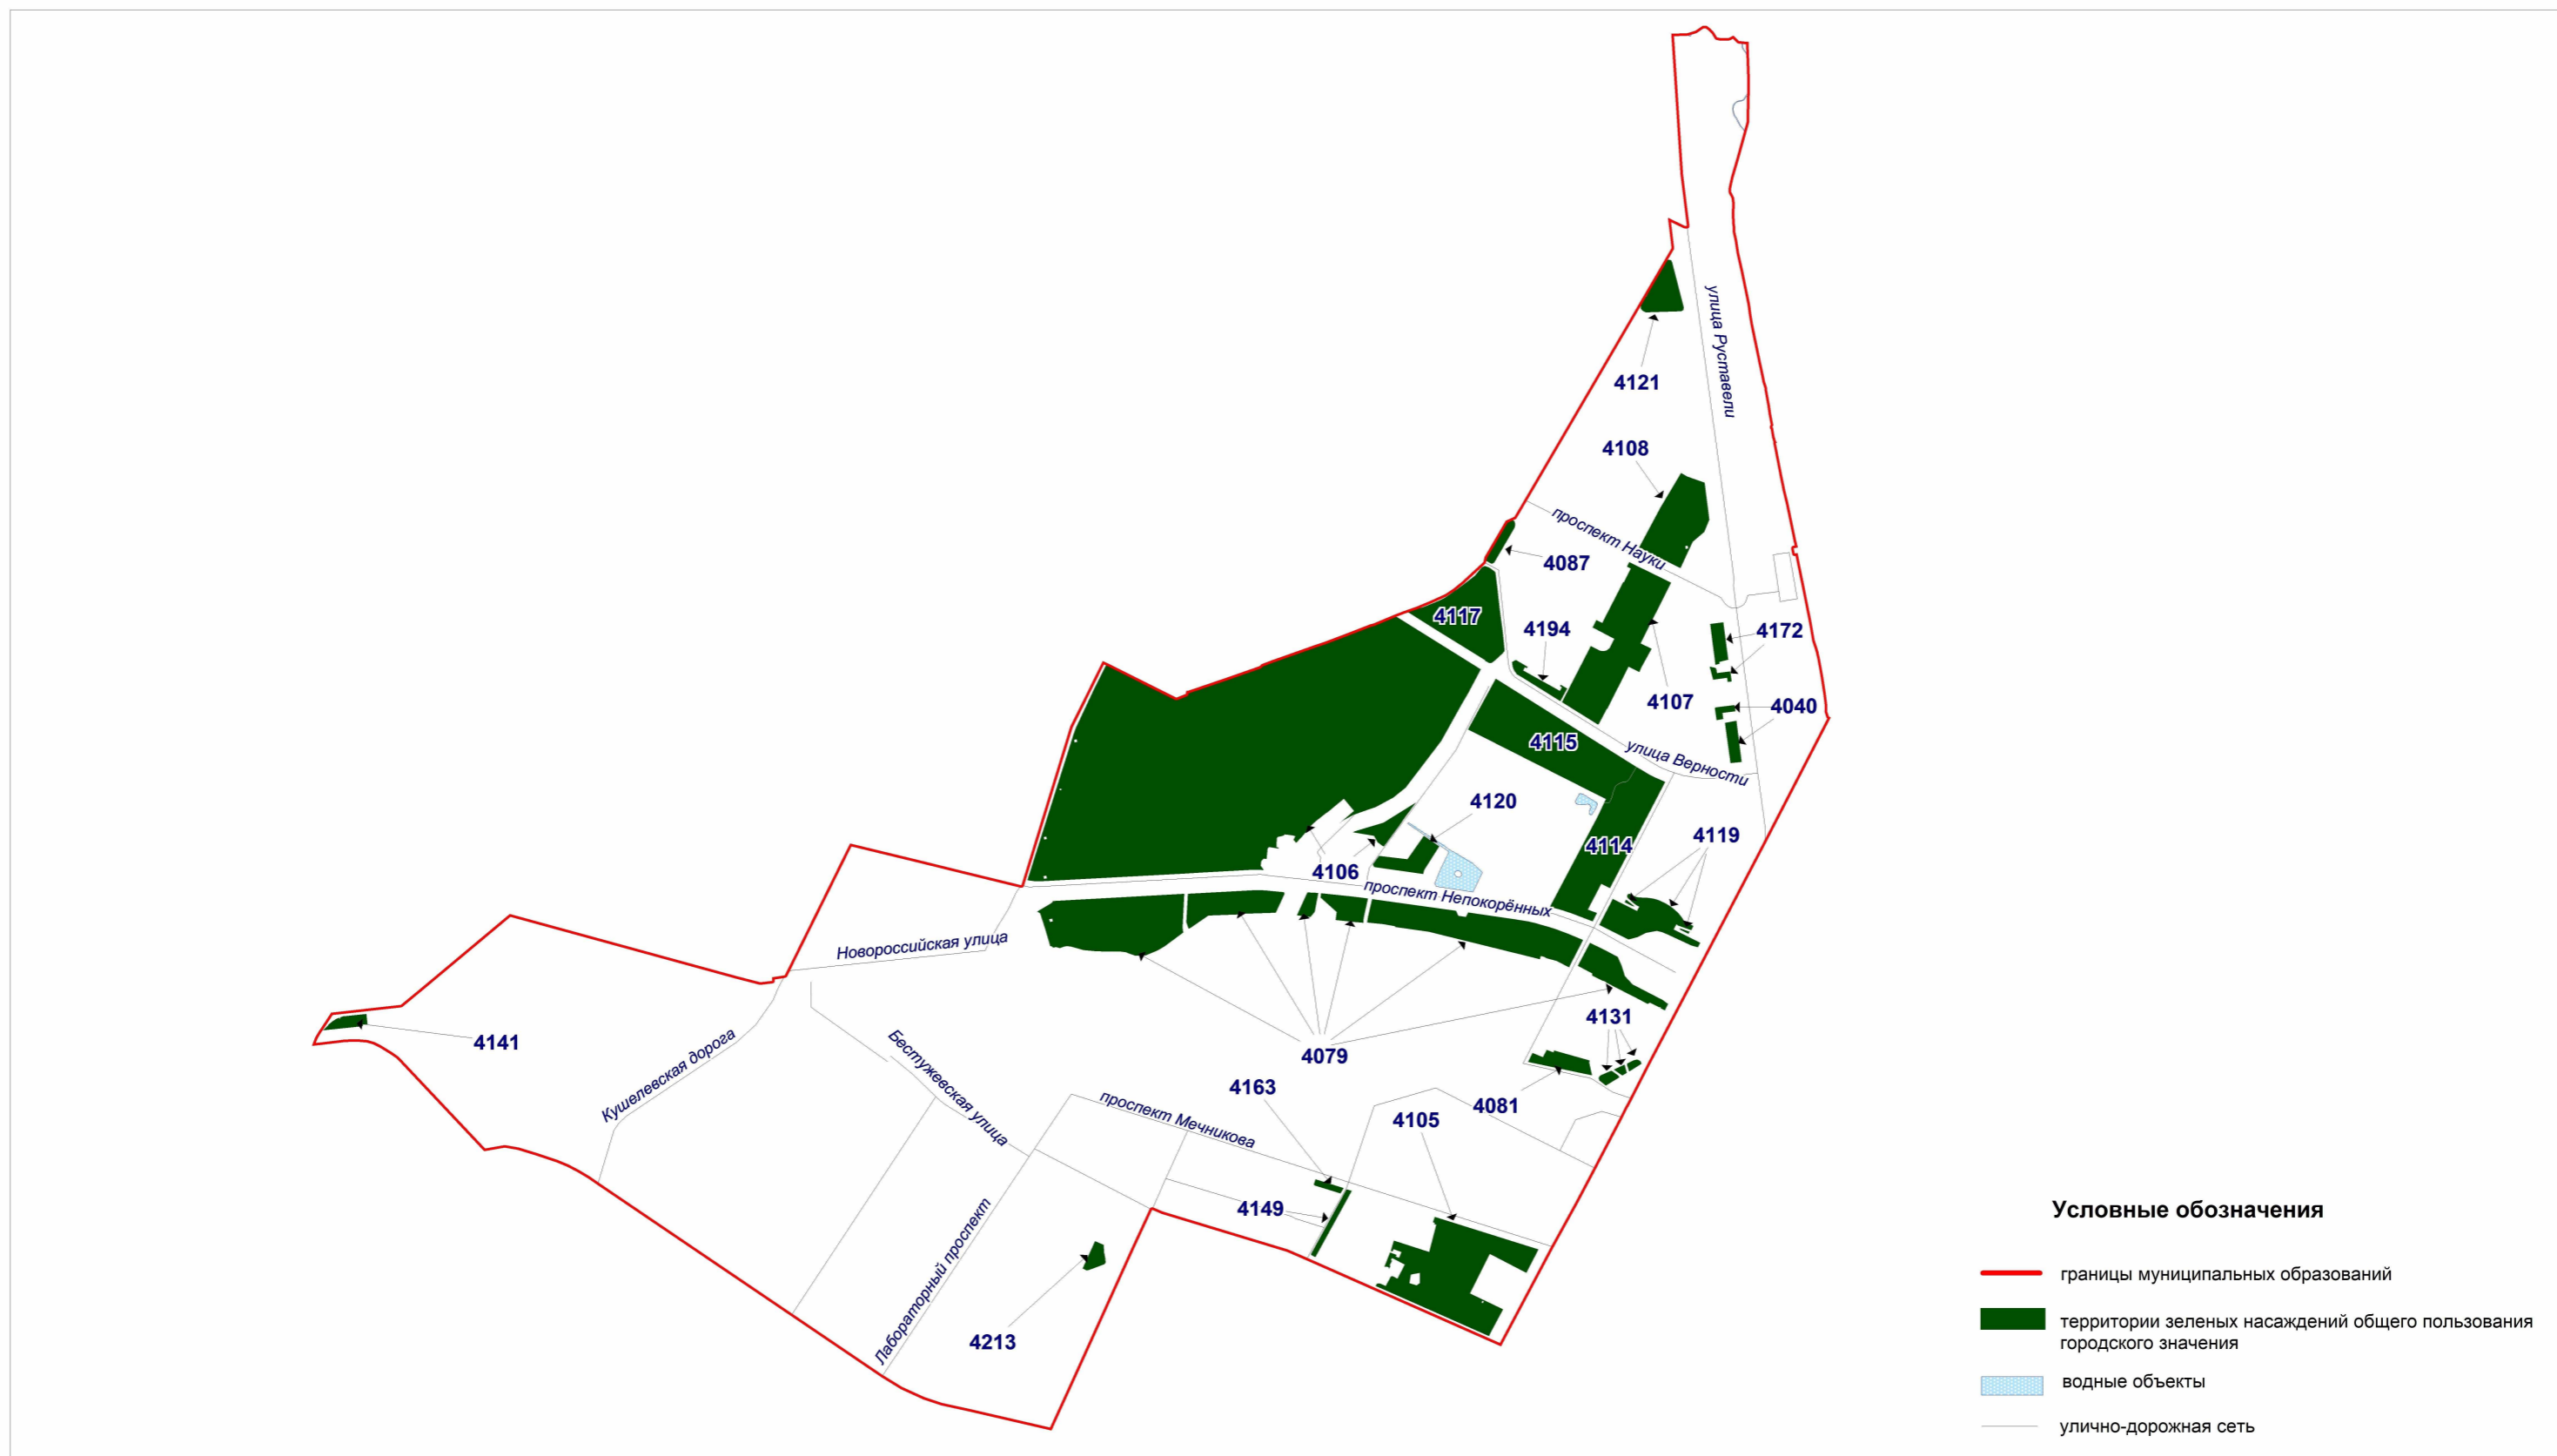 улица Руставели
4121
4108
проспект Науки
4087
4117
4194
4172
4107
4040
4115
улица Верности
4120
4119
4114
4106
проспект Непокорённых
Новороссийская улица
4131
4141
Кушелевская дорога
Бестужевская улица
4079
4163
4081
4105
проспект Мечникова
4149
Лабораторный проспект
4213
Условные обозначения
границы муниципальных образований
территории зеленых насаждений общего пользования
городского значения
водные объекты
улично-дорожная сеть